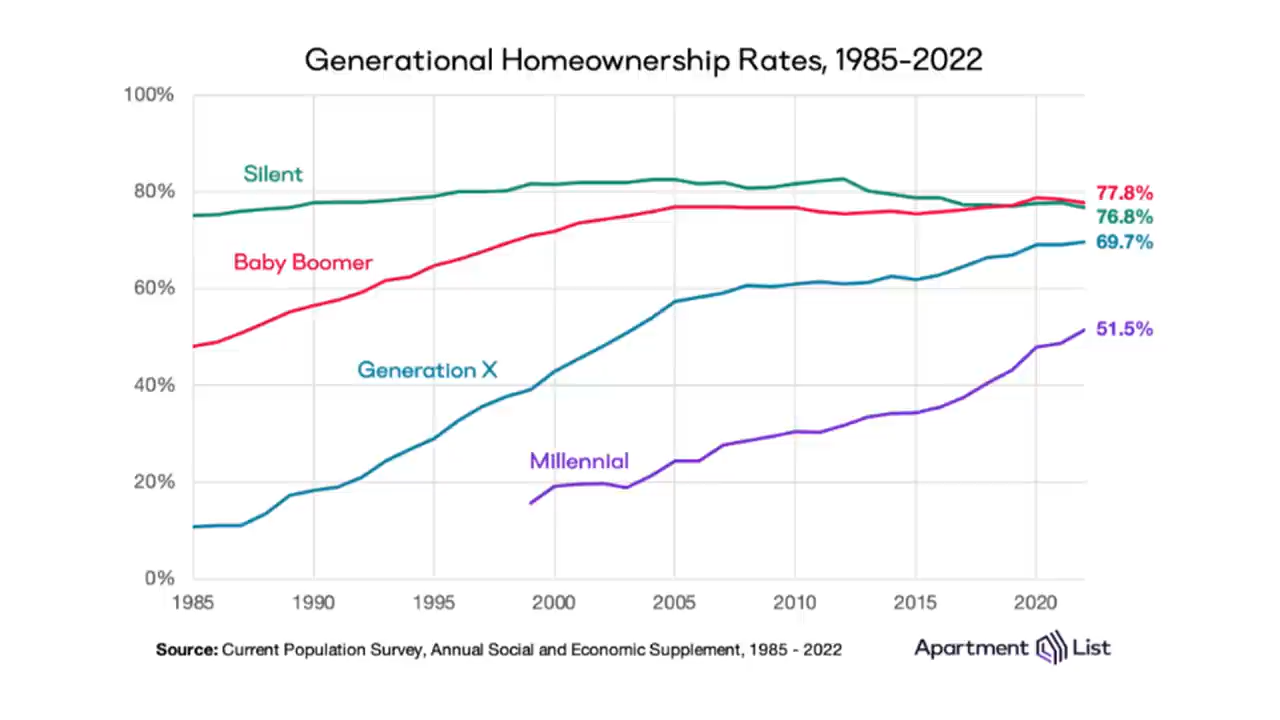 Generational Homeownership Rates, 1985-2022
100%
Silent
80%
77.8%
76.8%
69.7%
Baby Boomer
60%
51.5%
Generation X
40%
Millennial
20%
0%
1985 1990 1995 2000 2005 2010 2015 2020
Source: Current Population Survey, Annual Social and Economic Supplement, 1985 - 2022
Apartment List